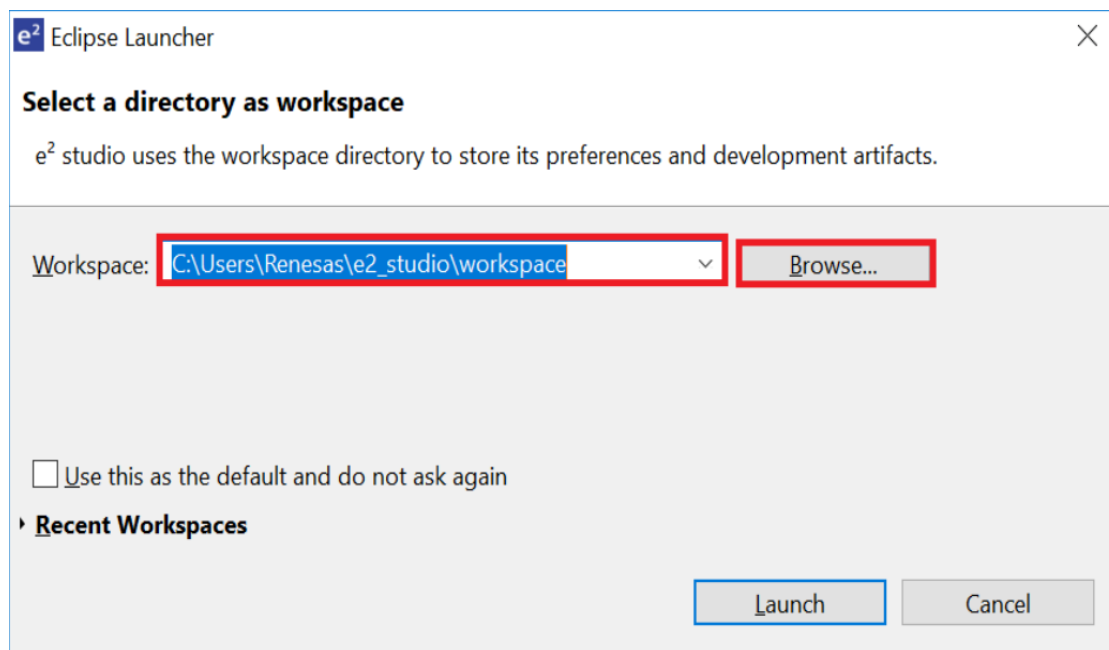 e² Eclipse Launcher
Select a directory as workspace
e² studio uses the workspace directory to store its preferences and development artifacts.
Workspace: C:\Users\Renesas\e2_studio\workspace Browse...
Use this as the default and do not ask again
Recent Workspaces
Launch Cancel